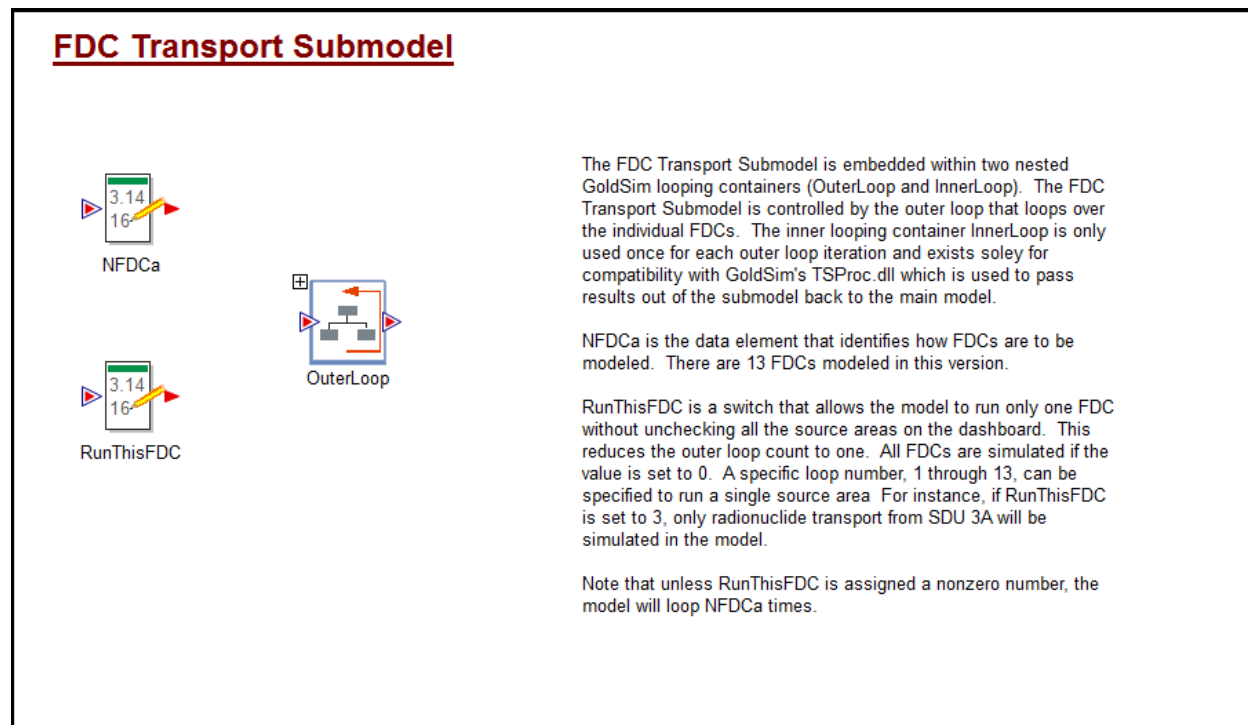 FDC Transport Submodel
3.14
16
NFDCa
OuterLoop
3.14
16
RunThisFDC
The FDC Transport Submodel is embedded within two nested
GoldSim looping containers (OuterLoop and InnerLoop).  The FDC
Transport Submodel is controlled by the outer loop that loops over
the individual FDCs.  The inner looping container InnerLoop is only
used once for each outer loop iteration and exists soley for
compatibility with GoldSim's TSProc.dll which is used to pass
results out of the submodel back to the main model.
NFDCa is the data element that identifies how FDCs are to be
modeled.  There are 13 FDCs modeled in this version.
RunThisFDC is a switch that allows the model to run only one FDC
without unchecking all the source areas on the dashboard.  This
reduces the outer loop count to one.  All FDCs are simulated if the
value is set to 0.  A specific loop number, 1 through 13, can be
specified to run a single source area  For instance, if RunThisFDC
is set to 3, only radionuclide transport from SDU 3A will be
simulated in the model.
Note that unless RunThisFDC is assigned a nonzero number, the
model will loop NFDCa times.